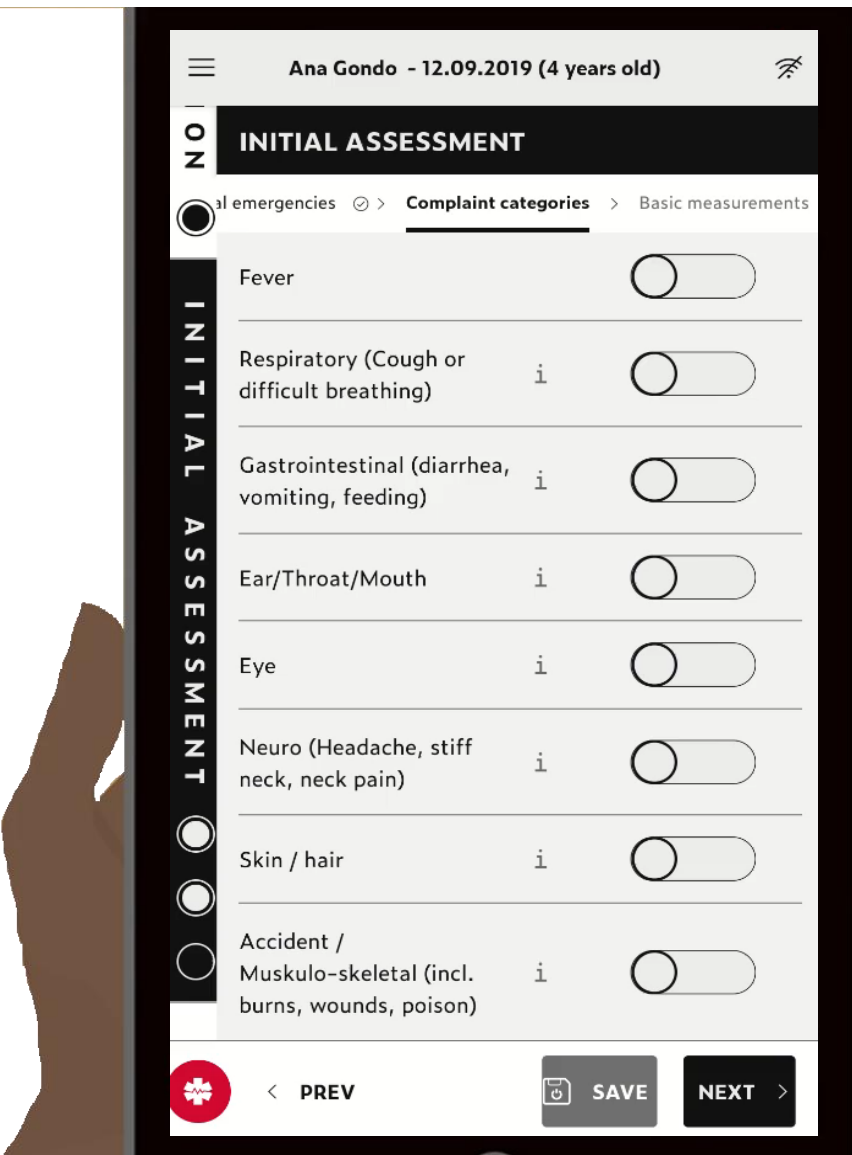 Ana Gondo - 12.09.2019 (4 years old)
INITIAL ASSESSMENT
al emergencies > Complaint categories > Basic measurements
Fever
Respiratory (Cough or
difficult breathing)
i
Gastrointestinal (diarrhea,
vomiting, feeding)
i
Ear/Throat/Mouth i
Eye i
Neuro (Headache, stiff
neck, neck pain)
i
Skin / hair i
Accident /
Muskulo-skeletal (incl.
burns, wounds, poison)
i
INITIAL ASSESSMENT
< PREV SAVE NEXT >